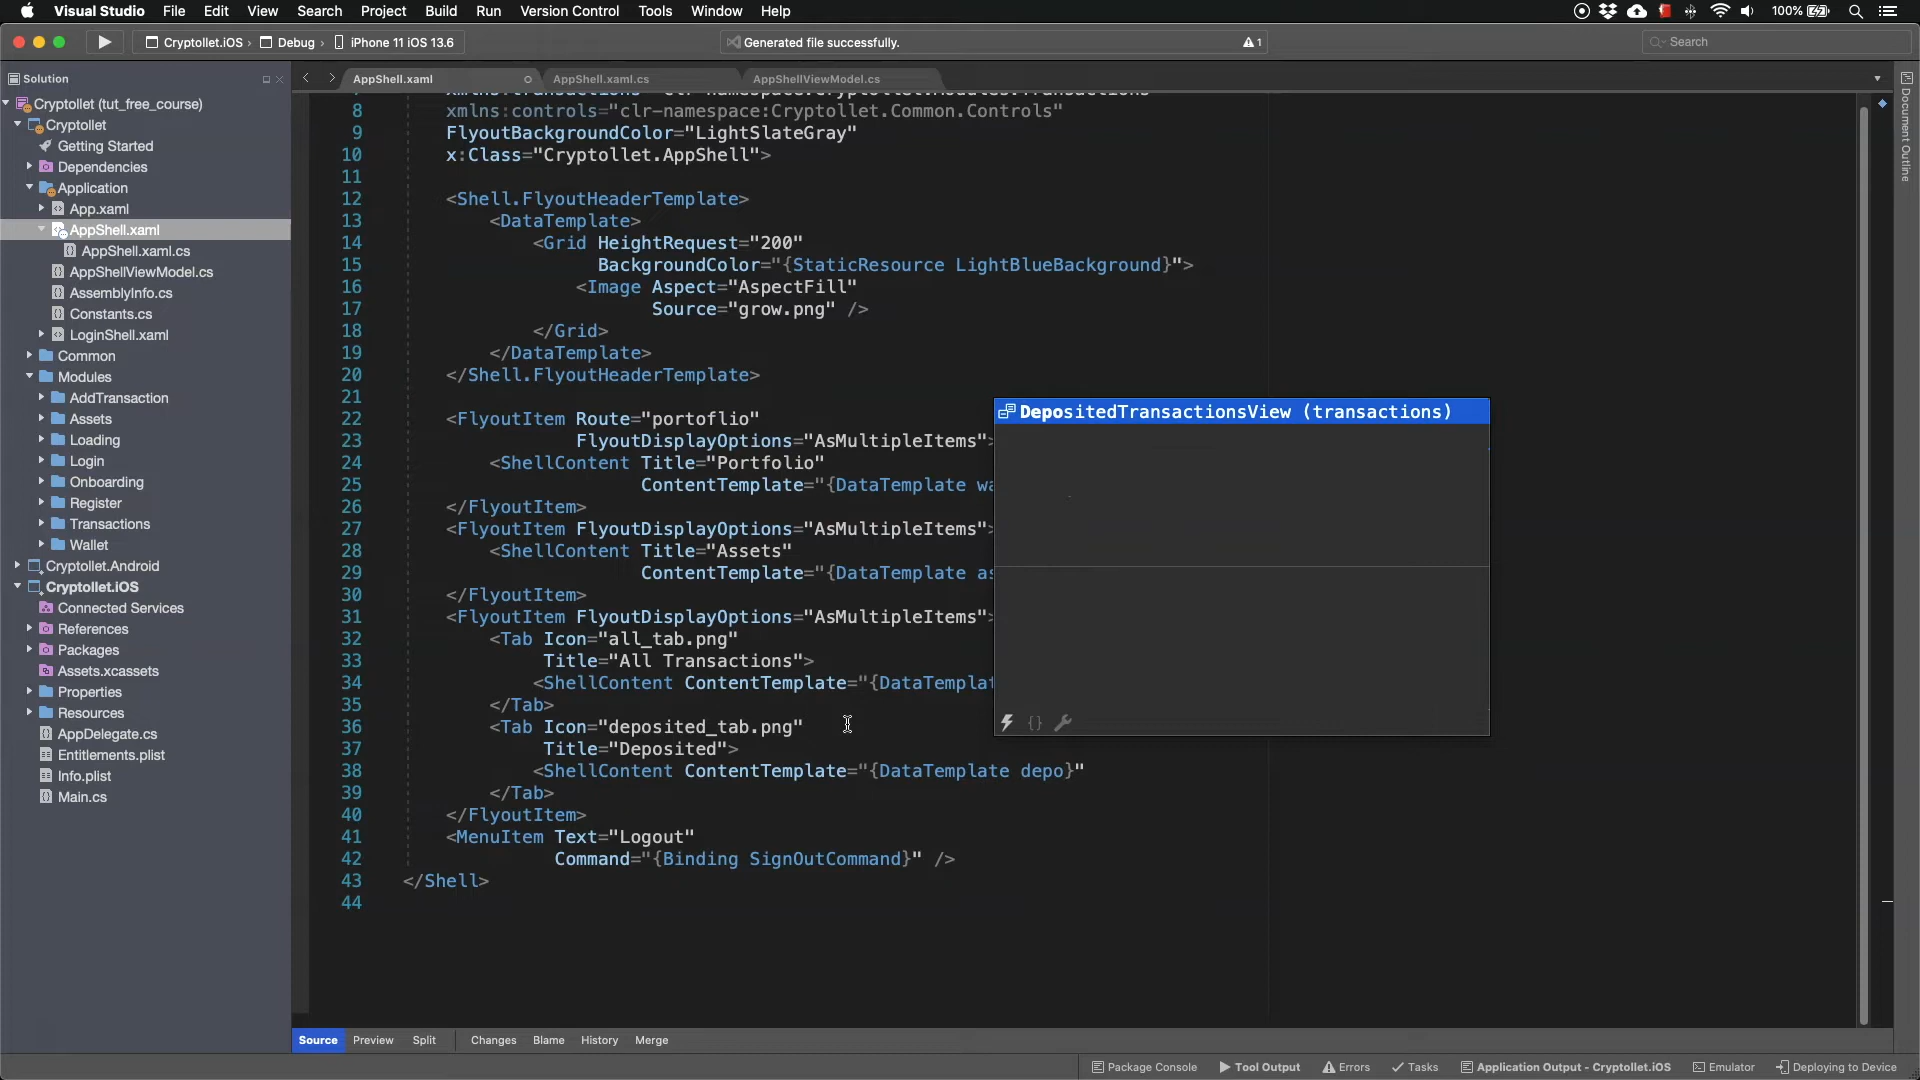 Visual Studio File Edit View Search Project Build Run Version Control Tools Window Help 100%
Cryptollet.iOS › Debug › iPhone 11 iOS 13.6 Generated file successfully. 1 Search
Solution
AppShell.xaml AppShell.xaml.cs AppShellViewModel.cs
Document Outline
Cryptollet (tut_free_course)
Cryptollet
Getting Started
Dependencies
Application
App.xaml
AppShell.xaml
AppShell.xaml.cs
AppShellViewModel.cs
AssemblyInfo.cs
Constants.cs
LoginShell.xaml
Common
Modules
AddTransaction
Assets
Loading
Login
Onboarding
Register
Transactions
Wallet
Cryptollet.Android
Cryptollet.iOS
Connected Services
References
Packages
Assets.xcassets
Properties
Resources
AppDelegate.cs
Entitlements.plist
Info.plist
Main.cs
8 xmlns:controls="clr-namespace:Cryptollet.Common.Controls"
9 FlyoutBackgroundColor="LightSlateGray"
10 x:Class="Cryptollet.AppShell">
11
12 <Shell.FlyoutHeaderTemplate>
13 <DataTemplate>
14 <Grid HeightRequest="200"
15 BackgroundColor="{StaticResource LightBlueBackground}">
16 <Image Aspect="AspectFill"
17 Source="grow.png" />
18 </Grid>
19 </DataTemplate>
20 </Shell.FlyoutHeaderTemplate>
21
22 <FlyoutItem Route="portoflio"
23 FlyoutDisplayOptions="AsMultipleItems">
24 <ShellContent Title="Portfolio"
25 ContentTemplate="{DataTemplate wa
26 </FlyoutItem>
27 <FlyoutItem FlyoutDisplayOptions="AsMultipleItems">
28 <ShellContent Title="Assets"
29 ContentTemplate="{DataTemplate as
30 </FlyoutItem>
31 <FlyoutItem FlyoutDisplayOptions="AsMultipleItems">
32 <Tab Icon="all_tab.png"
33 Title="All Transactions">
34 <ShellContent ContentTemplate="{DataTemplat
35 </Tab>
36 <Tab Icon="deposited_tab.png"
37 Title="Deposited">
38 <ShellContent ContentTemplate="{DataTemplate depo}"
39 </Tab>
40 </FlyoutItem>
41 <MenuItem Text="Logout"
42 Command="{Binding SignOutCommand}" />
43 </Shell>
44
DepositedTransactionsView (transactions)
{}
Source Preview Split Changes Blame History Merge
Package Console Tool Output Errors Tasks Application Output - Cryptollet.iOS Emulator Deploying to Device